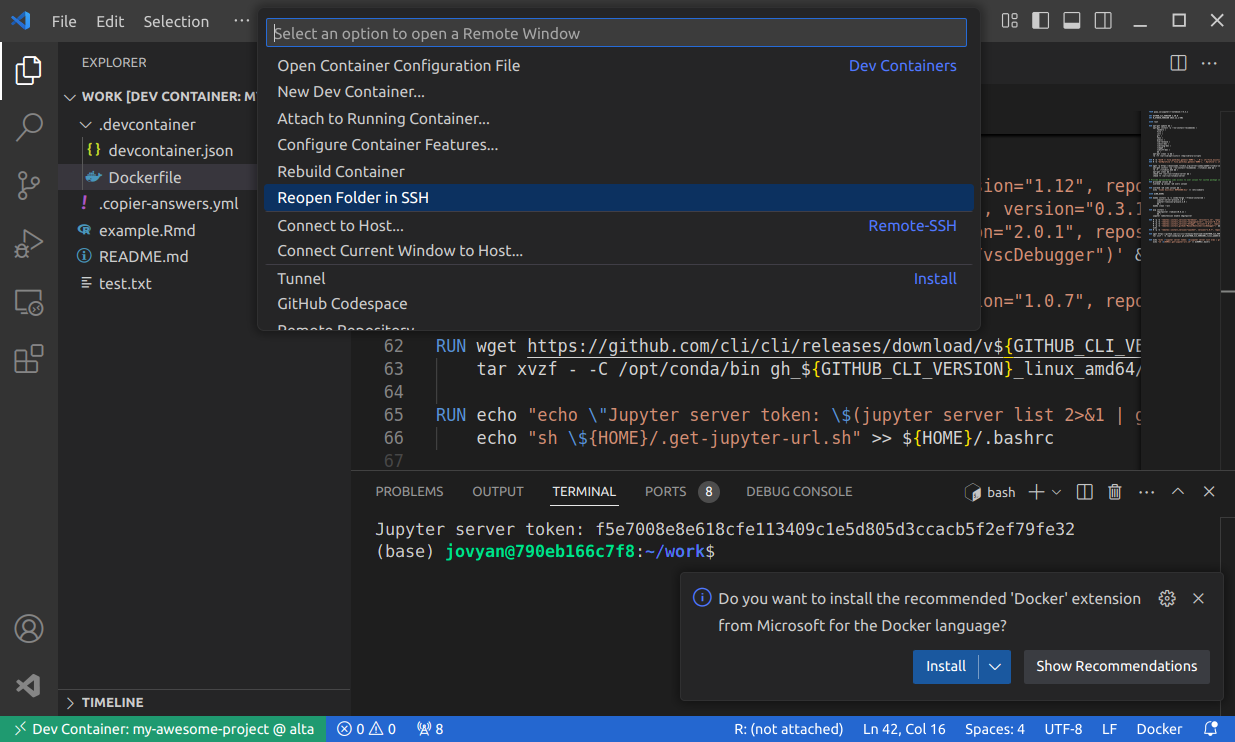 File Edit Selection ···
Select an option to open a Remote Window
Open Container Configuration File Dev Containers
New Dev Container...
Attach to Running Container...
Configure Container Features...
Rebuild Container
Reopen Folder in SSH
Connect to Host... Remote-SSH
Connect Current Window to Host...
Tunnel Install
GitHub Codespace
Remote Repository
EXPLORER
WORK [DEV CONTAINER: M
.devcontainer
{} devcontainer.json
Dockerfile
! .copier-answers.yml
example.Rmd
README.md
test.txt
TIMELINE
ion="1.12", repo
, version="0.3.1
n="2.0.1", repos
vscDebugger")' &
on="1.0.7", repo
62 RUN wget https://github.com/cli/cli/releases/download/v${GITHUB_CLI_VE
63 tar xvzf - -C /opt/conda/bin gh_${GITHUB_CLI_VERSION}_linux_amd64/
64
65 RUN echo "echo \"Jupyter server token: \$(jupyter server list 2>&1 | g
66 echo "sh \${HOME}/.get-jupyter-url.sh" >> ${HOME}/.bashrc
67
PROBLEMS OUTPUT TERMINAL PORTS 8 DEBUG CONSOLE bash
Jupyter server token: f5e7008e8e618cfe113409c1e5d805d3ccacb5f2ef79fe32
(base) jovyan@790eb166c7f8:~/work$
Do you want to install the recommended 'Docker' extension
from Microsoft for the Docker language?
Install Show Recommendations
Dev Container: my-awesome-project @ alta 0 0 8 R: (not attached) Ln 42, Col 16 Spaces: 4 UTF-8 LF Docker